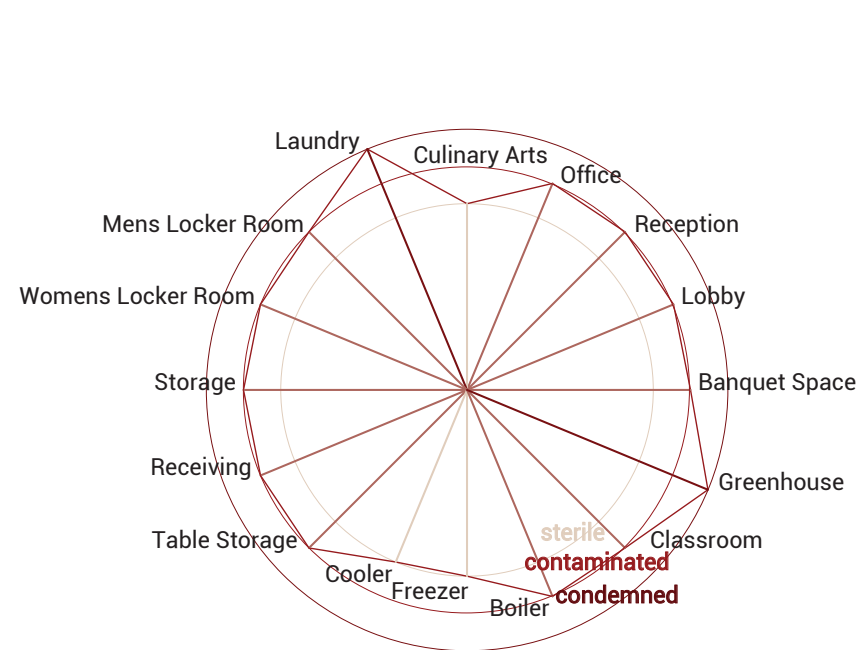 Laundry
Culinary Arts
Office
Mens Locker Room
Reception
Womens Locker Room
Lobby
Storage
Banquet Space
Receiving
Greenhouse
sterile
Table Storage
Classroom
contaminated
Cooler
Freezer
condemned
Boiler